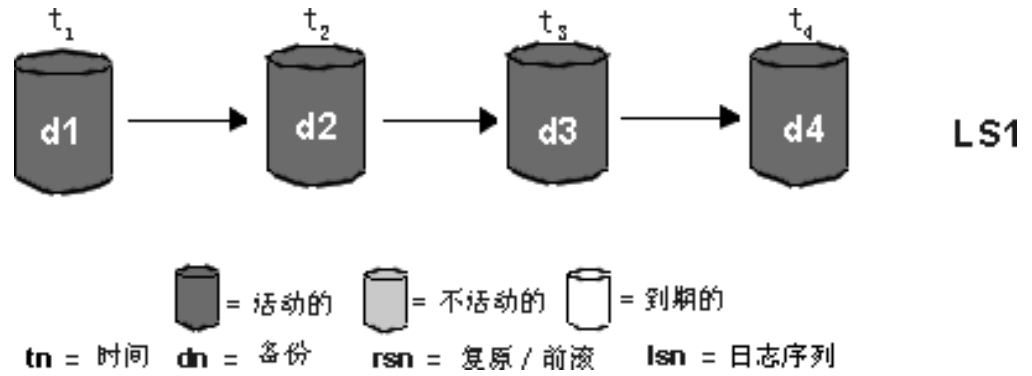 t₁ t₂ t₃ t₄
d1 d2 d3 d4 LS1
= 活动的 = 不活动的 = 到期的
tn = 时间 dn = 备份 rsn = 复原 / 前滚 lsn = 日志序列